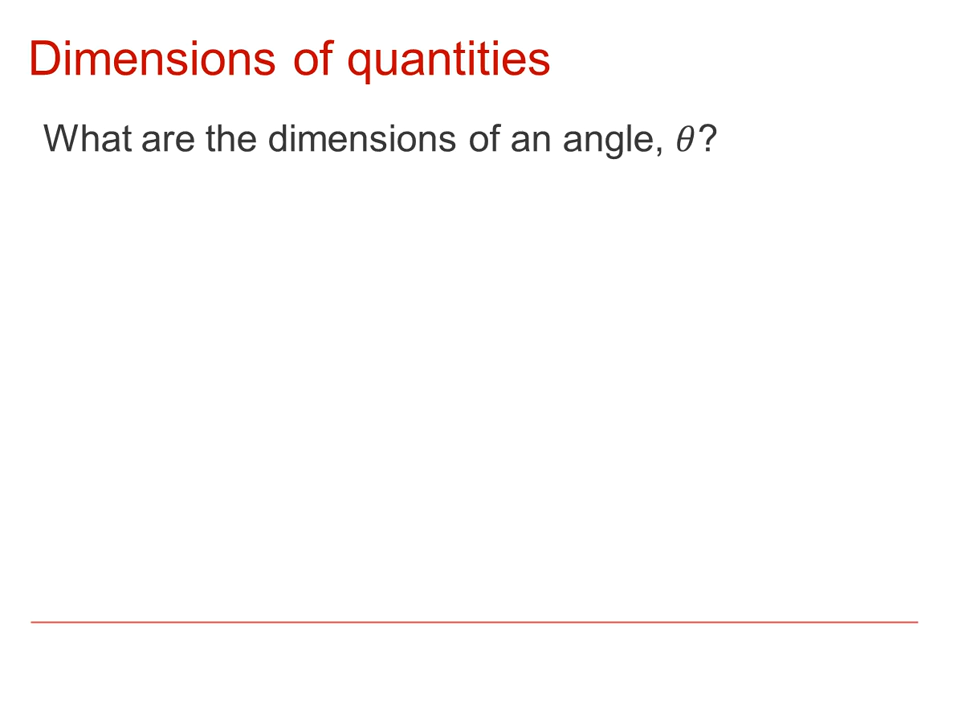 Dimensions of quantities
What are the dimensions of an angle, 𝜃?